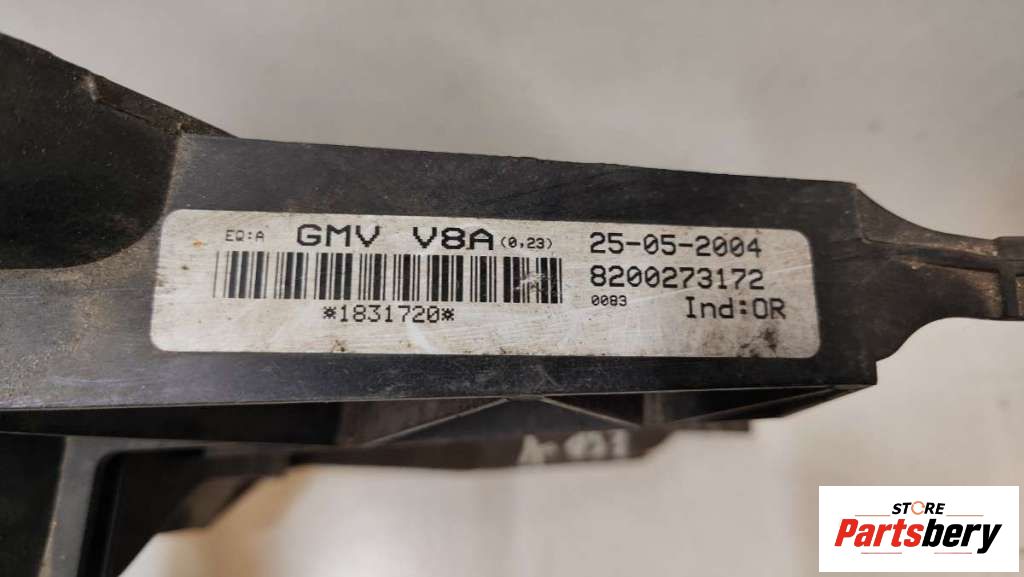 EQ:A GMV V8A (0,23) 25-05-2004
8200273172
*1831720* 0083 Ind:OR
STORE
Partsbery